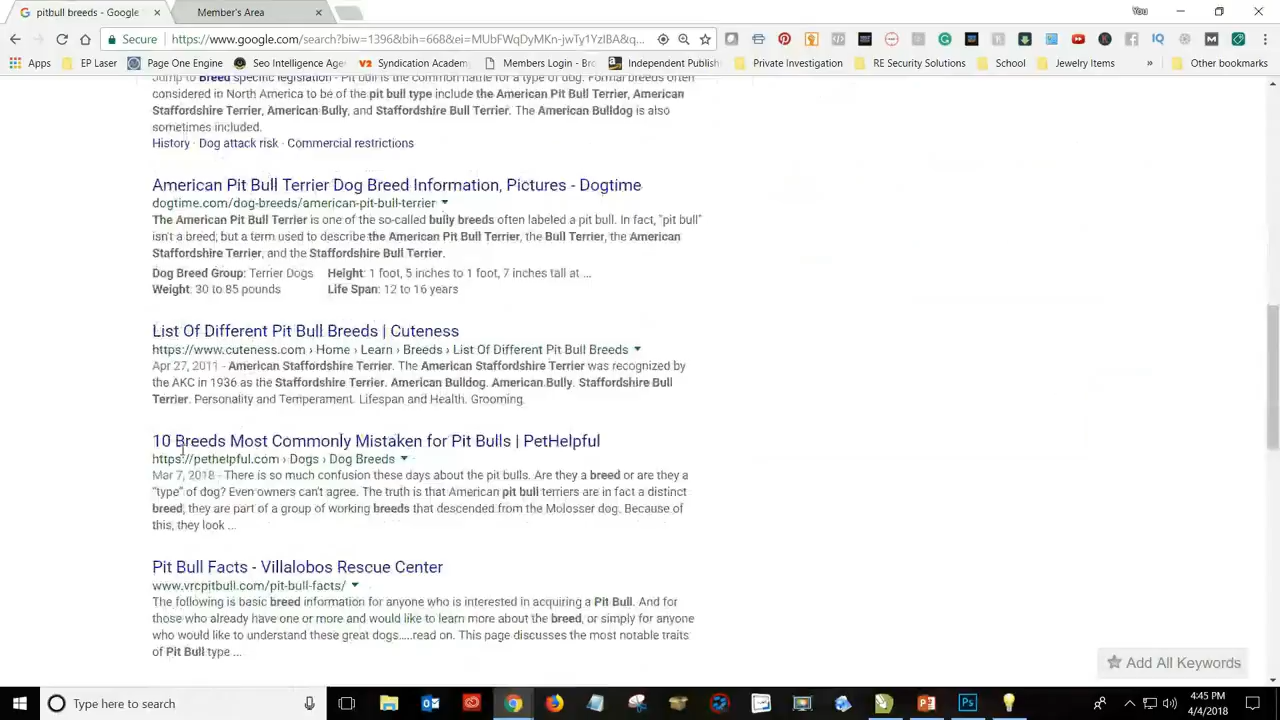 pitbull breeds - Google
Member's Area
You
Secure
https://www.google.com/search?biw=1396&bih=668&ei=MUbFWqDyMKn-jwTy1YzIBA&q...
Apps
EP Laser
Page One Engine
Seo Intelligence Age
Syndication Academ
Members Login - Bro
Independent Publish
Private Investigation
RE Security Solutions
School
Jewelry Items
»
Other bookmarks
Jump to Breed specific legislation - Pit bull is the common name for a type of dog. Formal breeds often
considered in North America to be of the pit bull type include the American Pit Bull Terrier, American
Staffordshire Terrier, American Bully, and Staffordshire Bull Terrier. The American Bulldog is also
sometimes included.
History · Dog attack risk · Commercial restrictions
American Pit Bull Terrier Dog Breed Information, Pictures - Dogtime
dogtime.com/dog-breeds/american-pit-bull-terrier
The American Pit Bull Terrier is one of the so-called bully breeds often labeled a pit bull. In fact, "pit bull"
isn't a breed, but a term used to describe the American Pit Bull Terrier, the Bull Terrier, the American
Staffordshire Terrier, and the Staffordshire Bull Terrier.
Dog Breed Group: Terrier Dogs Height: 1 foot, 5 inches to 1 foot, 7 inches tall at ...
Weight: 30 to 85 pounds Life Span: 12 to 16 years
List Of Different Pit Bull Breeds | Cuteness
https://www.cuteness.com › Home › Learn › Breeds › List Of Different Pit Bull Breeds
Apr 27, 2011 - American Staffordshire Terrier. The American Staffordshire Terrier was recognized by
the AKC in 1936 as the Staffordshire Terrier. American Bulldog. American Bully. Staffordshire Bull
Terrier. Personality and Temperament. Lifespan and Health. Grooming.
10 Breeds Most Commonly Mistaken for Pit Bulls | PetHelpful
https://pethelpful.com › Dogs › Dog Breeds
Mar 7, 2018 - There is so much confusion these days about the pit bulls. Are they a breed or are they a
"type" of dog? Even owners can't agree. The truth is that American pit bull terriers are in fact a distinct
breed, they are part of a group of working breeds that descended from the Molosser dog. Because of
this, they look ...
Pit Bull Facts - Villalobos Rescue Center
www.vrcpitbull.com/pit-bull-facts/
The following is basic breed information for anyone who is interested in acquiring a Pit Bull. And for
those who already have one or more and would like to learn more about the breed, or simply for anyone
who would like to understand these great dogs.....read on. This page discusses the most notable traits
of Pit Bull type ...
Add All Keywords
Type here to search
4:45 PM
4/4/2018